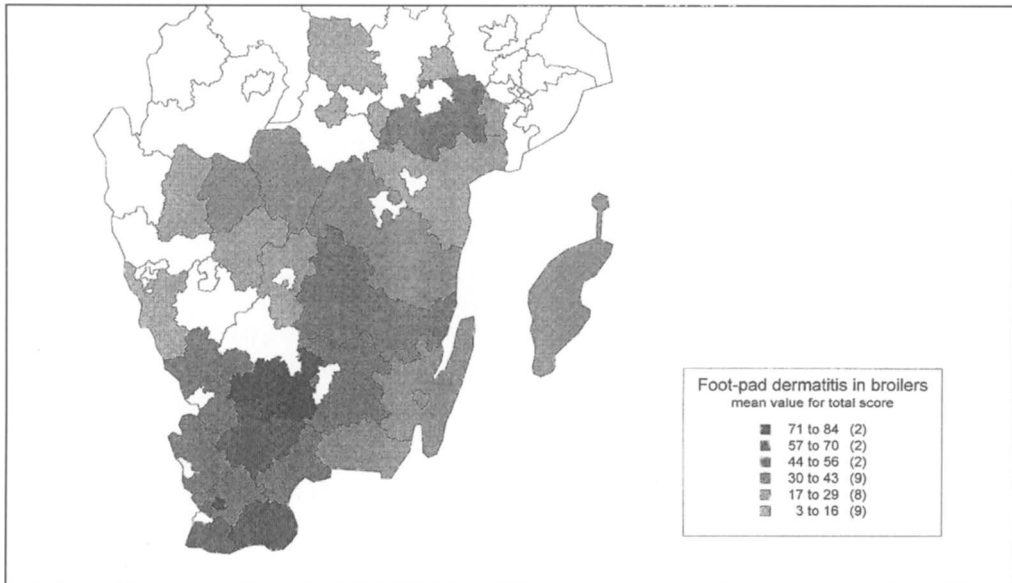 Foot-pad dermatitis in broilers
mean value for total score
71 to 84 (2)
57 to 70 (2)
44 to 56 (2)
30 to 43 (9)
17 to 29 (8)
3 to 16 (9)